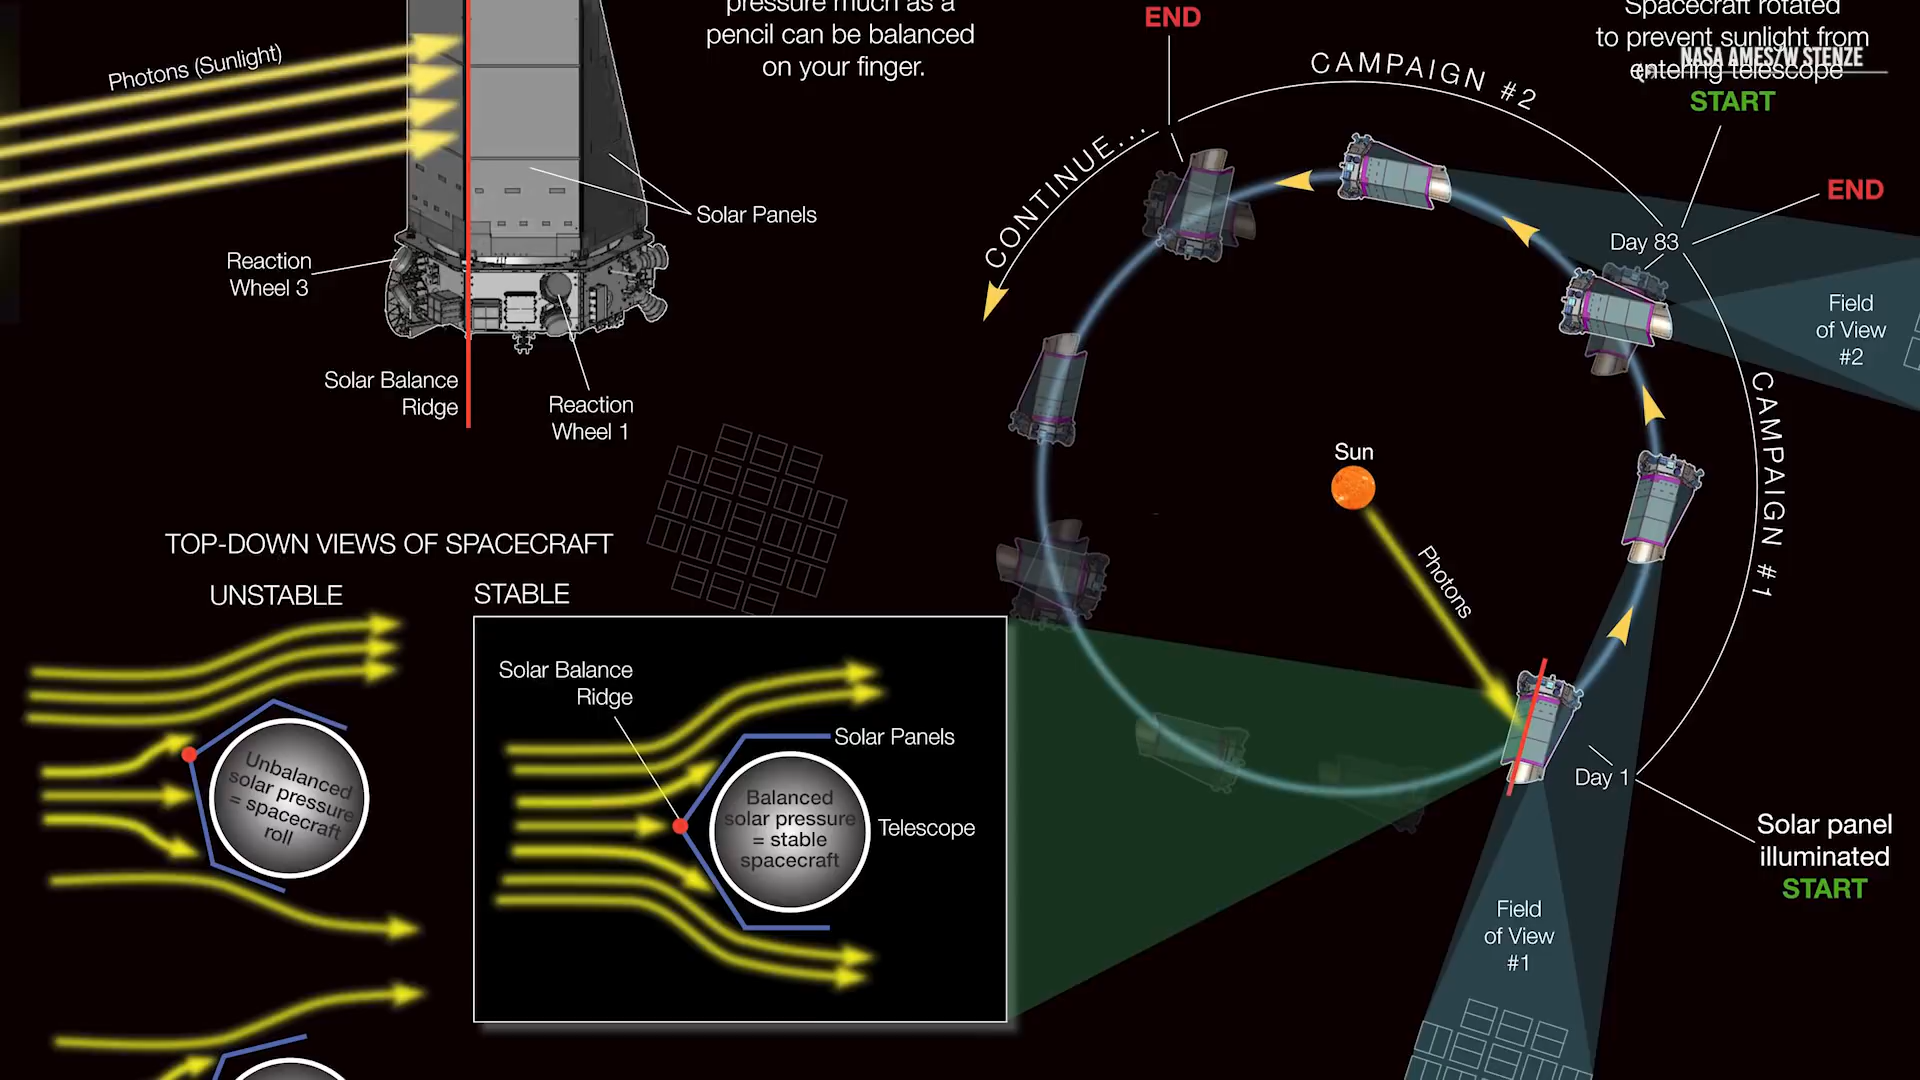 pressure much as a
pencil can be balanced
on your finger.
Photons (Sunlight)
Solar Panels
Reaction
Wheel 3
Solar Balance
Ridge
Reaction
Wheel 1
END
CAMPAIGN #2
CONTINUE...
Spacecraft rotated
to prevent sunlight from
entering telescope
START
NASA AMES/W STENZE
END
Day 83
Field
of View
#2
CAMPAIGN #1
Sun
Photons
Day 1
Solar panel
illuminated
START
Field
of View
#1
TOP-DOWN VIEWS OF SPACECRAFT
UNSTABLE
Unbalanced
solar pressure
= spacecraft
roll
STABLE
Solar Balance
Ridge
Solar Panels
Balanced
solar pressure
= stable
spacecraft
Telescope